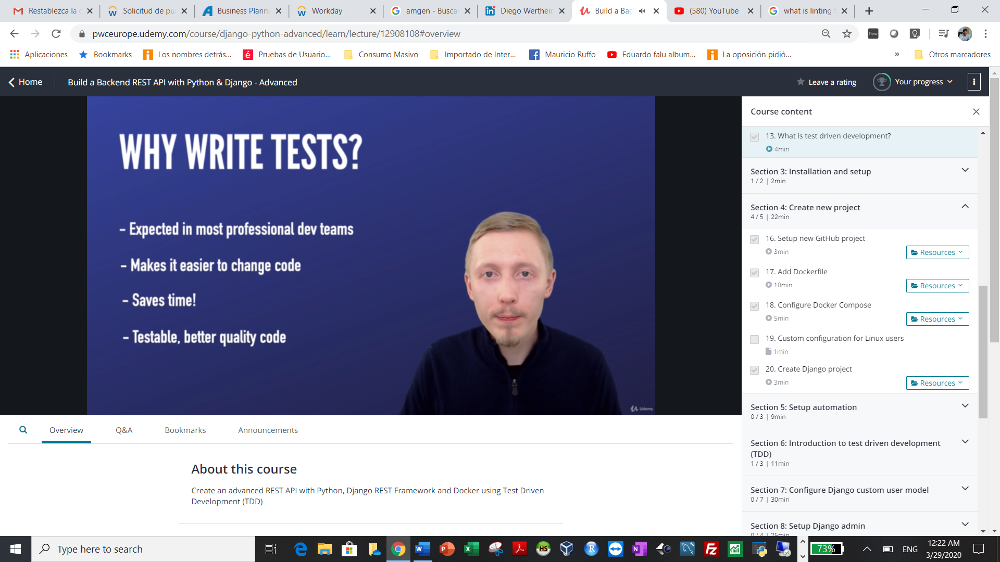 Restablezca la c
Solicitud de pu
Business Planni
Workday
amgen - Busca
Diego Werthei
Build a Bac
(580) YouTube
what is linting
pwceurope.udemy.com/course/django-python-advanced/learn/lecture/12908108#overview
Aplicaciones
Bookmarks
Los nombres detrás...
Pruebas de Usuario...
Consumo Masivo
Importado de Inter...
Mauricio Ruffo
Eduardo falu album...
La oposición pidió...
»
Otros marcadores
Home
Build a Backend REST API with Python & Django - Advanced
Leave a rating
Your progress
WHY WRITE TESTS?
- Expected in most professional dev teams
- Makes it easier to change code
- Saves time!
- Testable, better quality code
Udemy
Course content
13. What is test driven development?
4min
Section 3: Installation and setup
1 / 2 | 2min
Section 4: Create new project
4 / 5 | 22min
16. Setup new GitHub project
3min
Resources
17. Add Dockerfile
10min
Resources
18. Configure Docker Compose
5min
Resources
19. Custom configuration for Linux users
1min
20. Create Django project
3min
Resources
Section 5: Setup automation
0 / 3 | 9min
Section 6: Introduction to test driven development
(TDD)
1 / 3 | 11min
Section 7: Configure Django custom user model
0 / 7 | 30min
Section 8: Setup Django admin
0 / 4 | 25min
Overview
Q&A
Bookmarks
Announcements
About this course
Create an advanced REST API with Python, Django REST Framework and Docker using Test Driven
Development (TDD)
Type here to search
73%
ENG
12:22 AM
3/29/2020